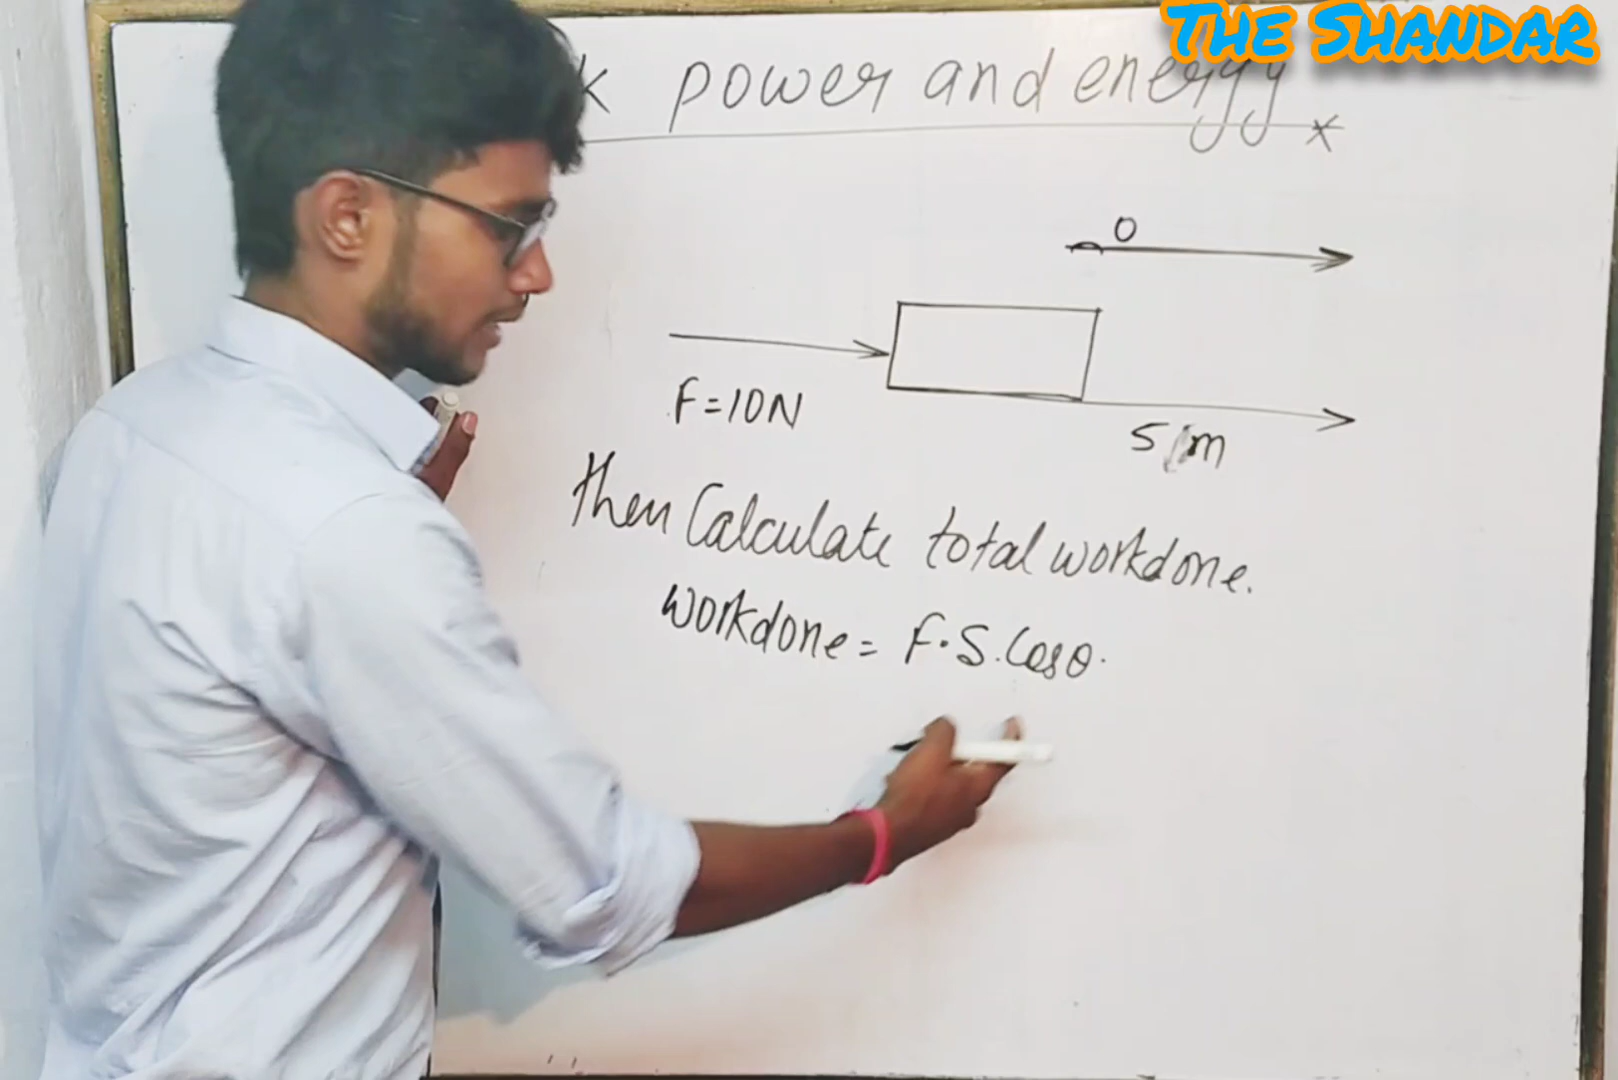 THE SHANDAR
power and energy
0
F=10N
5 m
then Calculate total workdone.
workdone = F.S.Cosθ.